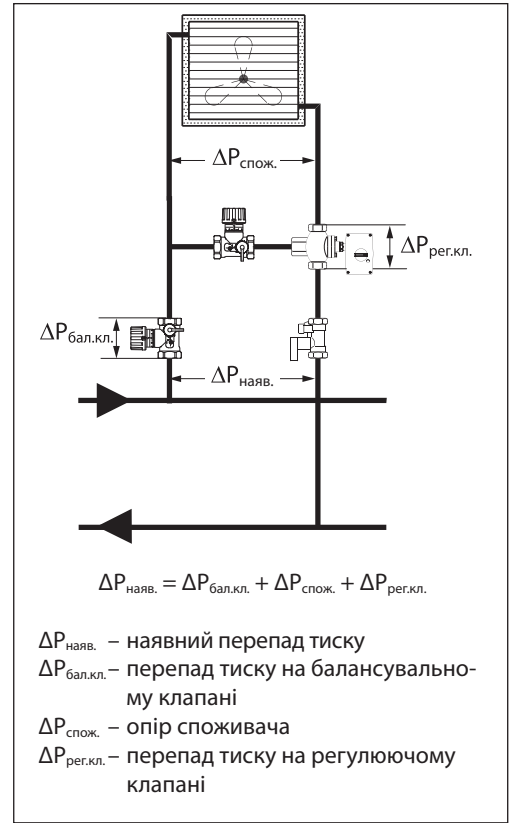 ΔPспож.
ΔPрег.кл.
ΔPбал.кл.
ΔPнаяв.
ΔPнаяв. = ΔPбал.кл. + ΔPспож. + ΔPрег.кл.
ΔPнаяв. – наявний перепад тиску
ΔPбал.кл. – перепад тиску на балансувально-
му клапані
ΔPспож. – опір споживача
ΔPрег.кл. – перепад тиску на регулюючому
клапані